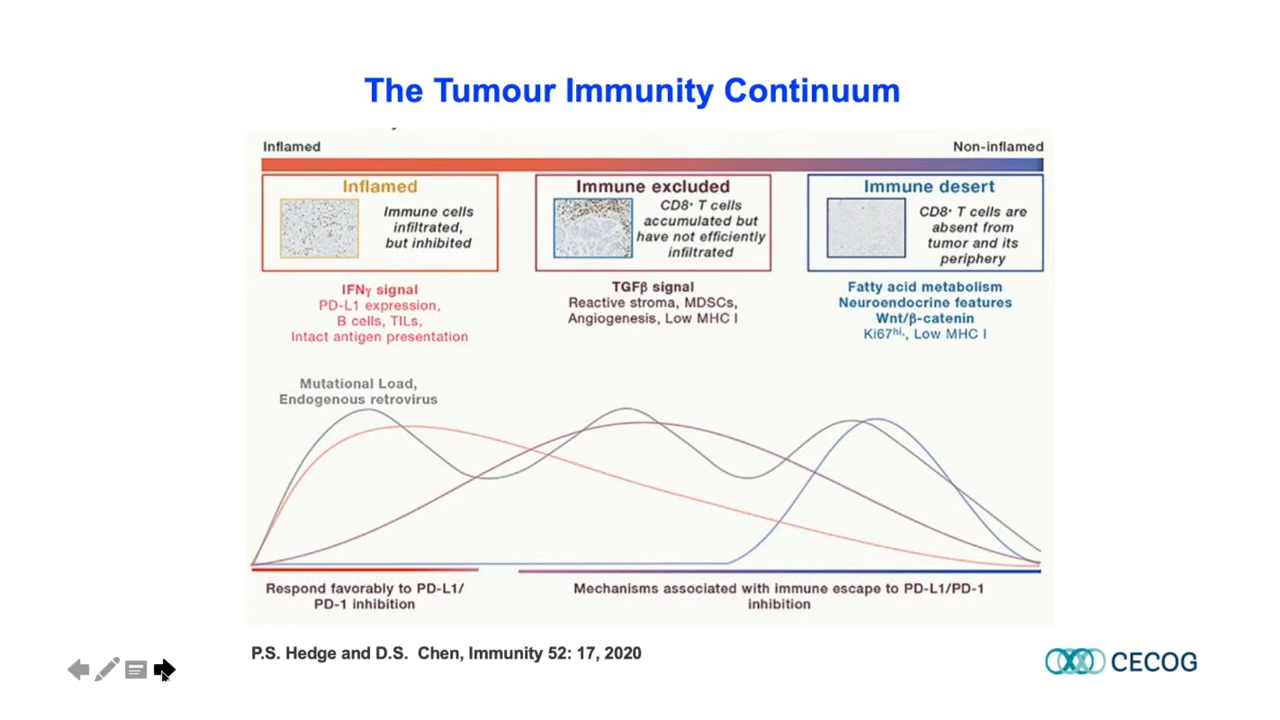 The Tumour Immunity Continuum
Inflamed
Non-inflamed
Inflamed
Immune cells
infiltrated,
but inhibited
Immune excluded
CD8+ T cells
accumulated but
have not efficiently
infiltrated
Immune desert
CD8+ T cells are
absent from
tumor and its
periphery
IFNγ signal
PD-L1 expression,
B cells, TILs,
Intact antigen presentation
TGFβ signal
Reactive stroma, MDSCs,
Angiogenesis, Low MHC I
Fatty acid metabolism
Neuroendocrine features
Wnt/β-catenin
Ki67hi,, Low MHC I
Mutational Load,
Endogenous retrovirus
Respond favorably to PD-L1/
PD-1 inhibition
Mechanisms associated with immune escape to PD-L1/PD-1
inhibition
P.S. Hedge and D.S. Chen, Immunity 52: 17, 2020
CECOG